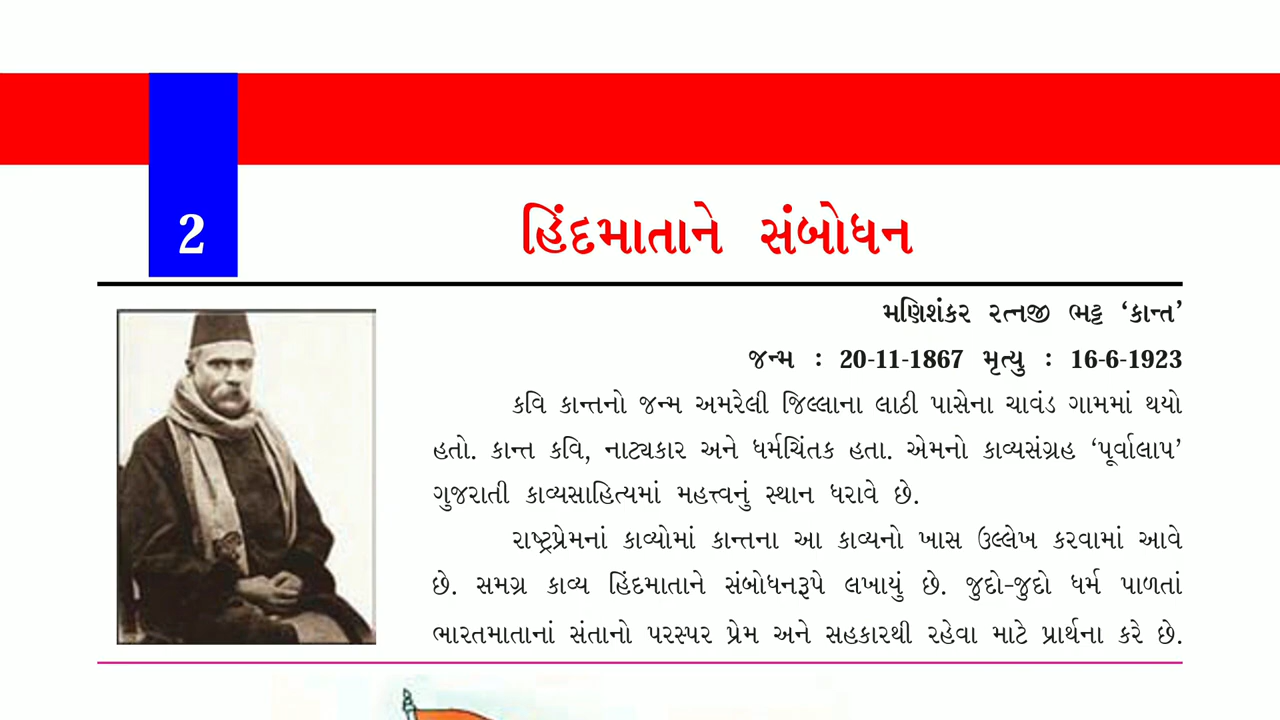 2
હિંદમાતાને સંબોધન
મણિશંકર રત્નજી ભટ્ટ ‘કાન્ત’
જન્મ : 20-11-1867 મૃત્યુ : 16-6-1923
કવિ કાન્તનો જન્મ અમરેલી જિલ્લાના લાઠી પાસેના ચાવંડ ગામમાં થયો
હતો. કાન્ત કવિ, નાટ્યકાર અને ધર્મચિંતક હતા. એમનો કાવ્યસંગ્રહ ‘પૂર્વાલાપ’
ગુજરાતી કાવ્યસાહિત્યમાં મહત્ત્વનું સ્થાન ધરાવે છે.
રાષ્ટ્રપ્રેમનાં કાવ્યોમાં કાન્તના આ કાવ્યનો ખાસ ઉલ્લેખ કરવામાં આવે
છે. સમગ્ર કાવ્ય હિંદમાતાને સંબોધનરૂપે લખાયું છે. જુદો-જુદો ધર્મ પાળતાં
ભારતમાતાનાં સંતાનો પરસ્પર પ્રેમ અને સહકારથી રહેવા માટે પ્રાર્થના કરે છે.